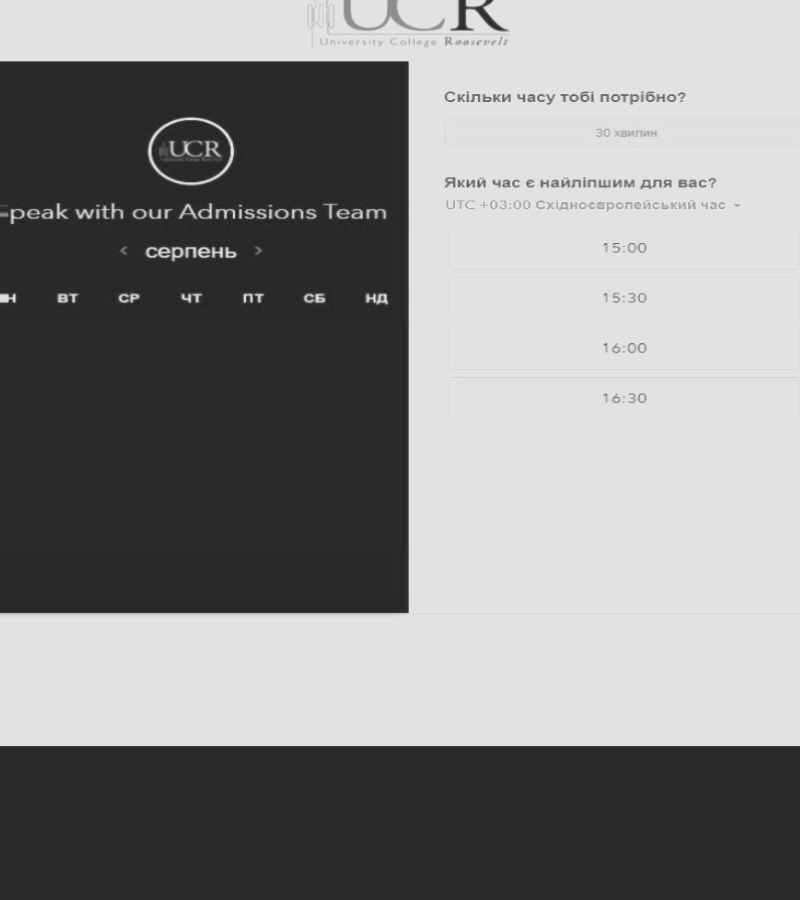 UCR
University College Roosevelt
UCR
peak with our Admissions Team
< серпень >
ВТ СР ЧТ ПТ СБ НД
Скільки часу тобі потрібно?
30 хвилин
Який час є найліпшим для вас?
UTC +03:00 Східноєвропейський час
15:00
15:30
16:00
16:30